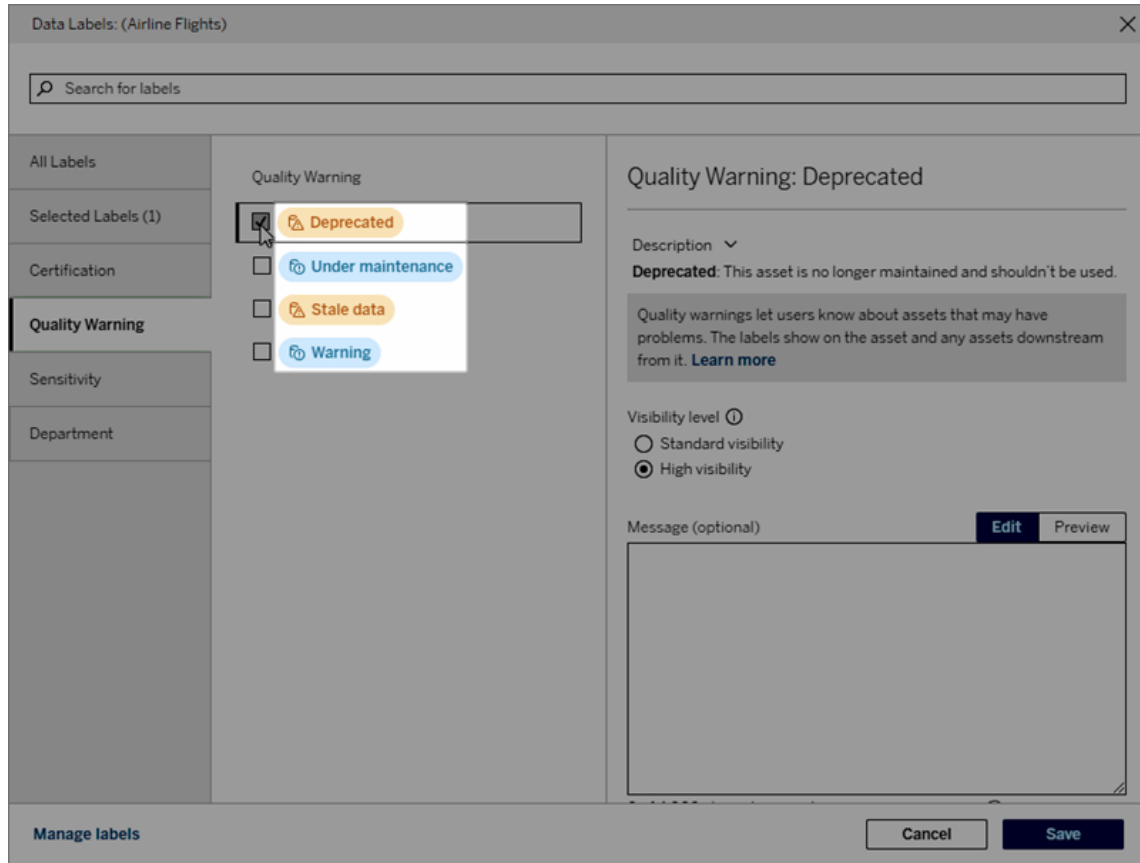 Data Labels: (Airline Flights)
Search for labels
All Labels
Selected Labels (1)
Certification
Quality Warning
Sensitivity
Department
Quality Warning
Deprecated
Under maintenance
Stale data
Warning
Quality Warning: Deprecated
Description
Deprecated: This asset is no longer maintained and shouldn't be used.
Quality warnings let users know about assets that may have
problems. The labels show on the asset and any assets downstream
from it. Learn more
Visibility level
Standard visibility
High visibility
Message (optional)
Edit
Preview
Manage labels
Cancel
Save